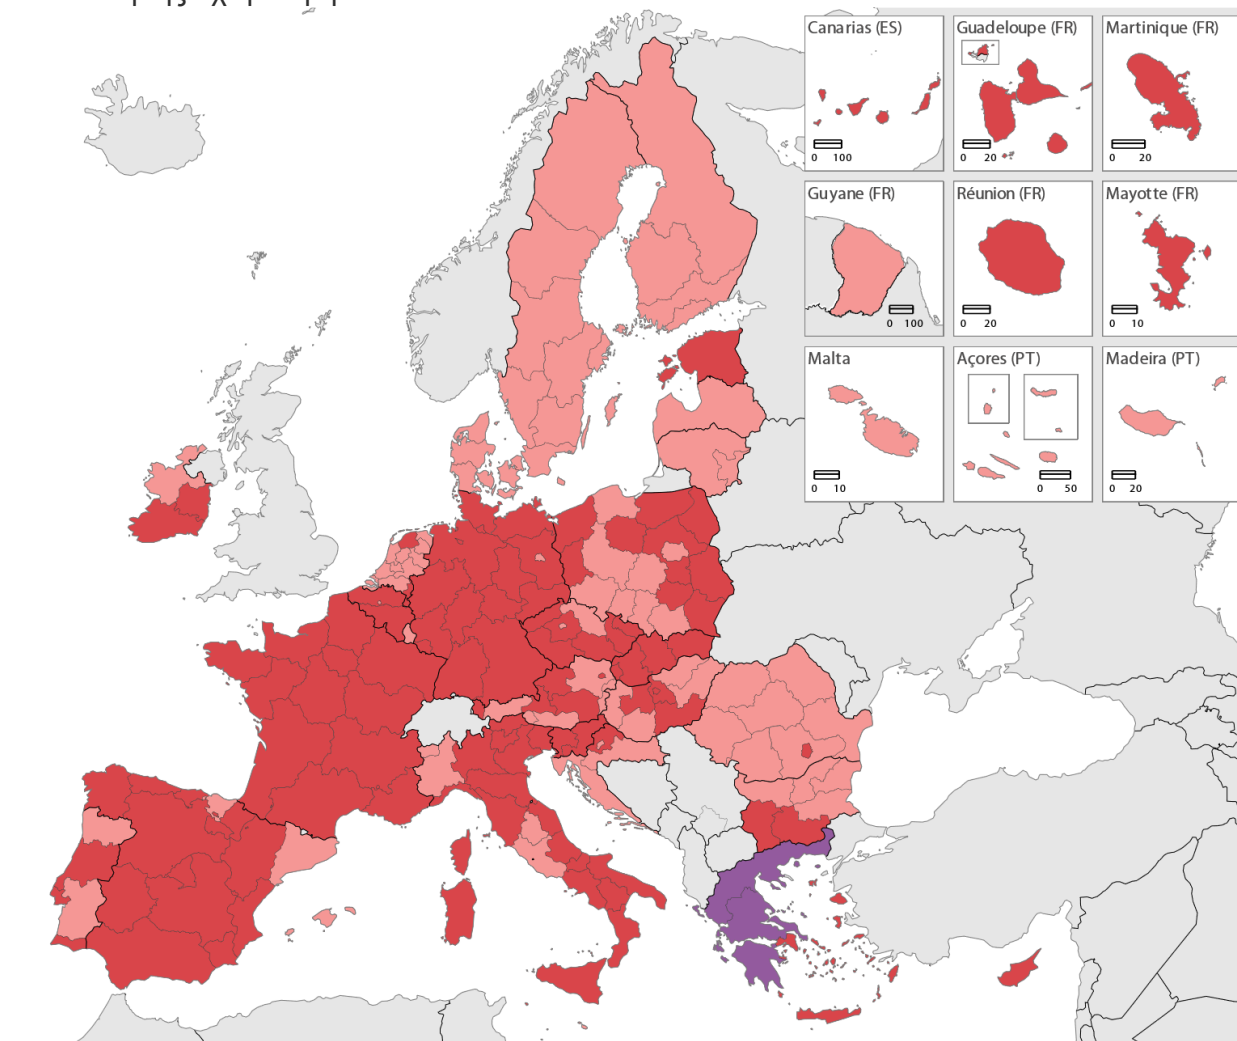 Canarias (ES)
0 100
Guadeloupe (FR)
0 20
Martinique (FR)
0 20
Guyane (FR)
0 100
Réunion (FR)
0 20
Mayotte (FR)
0 10
Malta
0 10
Açores (PT)
0 50
Madeira (PT)
0 20